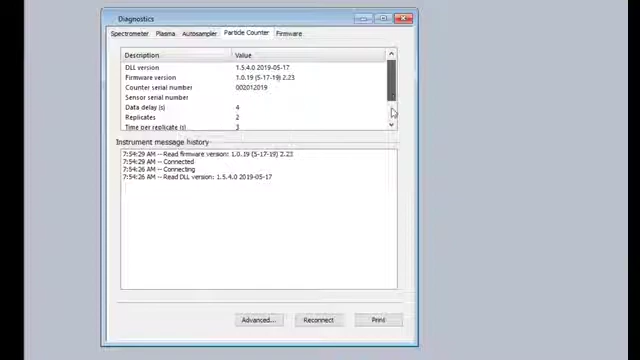 Diagnostics
Spectrometer Plasma Autosampler Particle Counter Firmware
Description Value
DLL version 1.5.4.0 2019-05-17
Firmware version 1.0.19 (5-17-19) 2.23
Counter serial number 002012019
Sensor serial number
Data delay (s) 4
Replicates 2
Time per replicate (s) 3
Instrument message history
7:54:29 AM -- Read firmware version: 1.0.19 (5-17-19) 2.23
7:54:29 AM -- Connected
7:54:26 AM -- Connecting
7:54:26 AM -- Read DLL version: 1.5.4.0 2019-05-17
Advanced... Reconnect Print